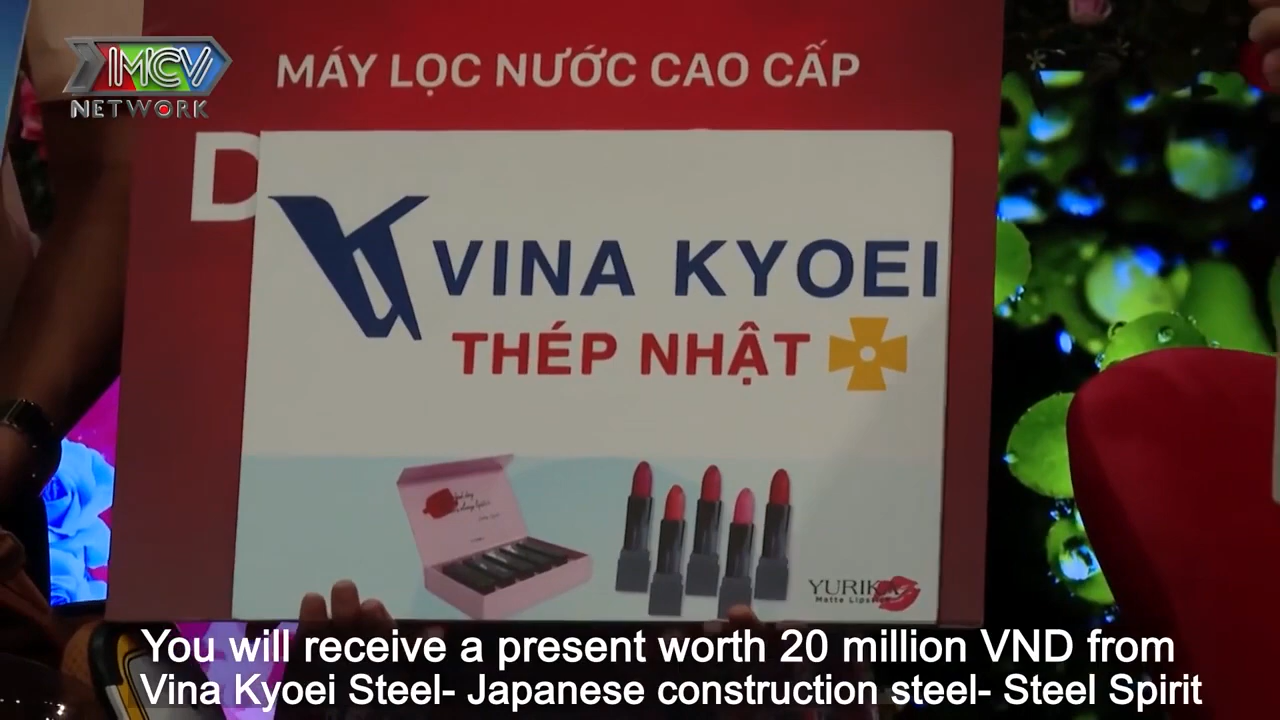 MCV
NETWORK
MÁY LỌC NƯỚC CAO CẤP
D
VINA KYOEI
THÉP NHẬT
YURIKA
Matte Lipstick
You will receive a present worth 20 million VND from
Vina Kyoei Steel- Japanese construction steel- Steel Spirit